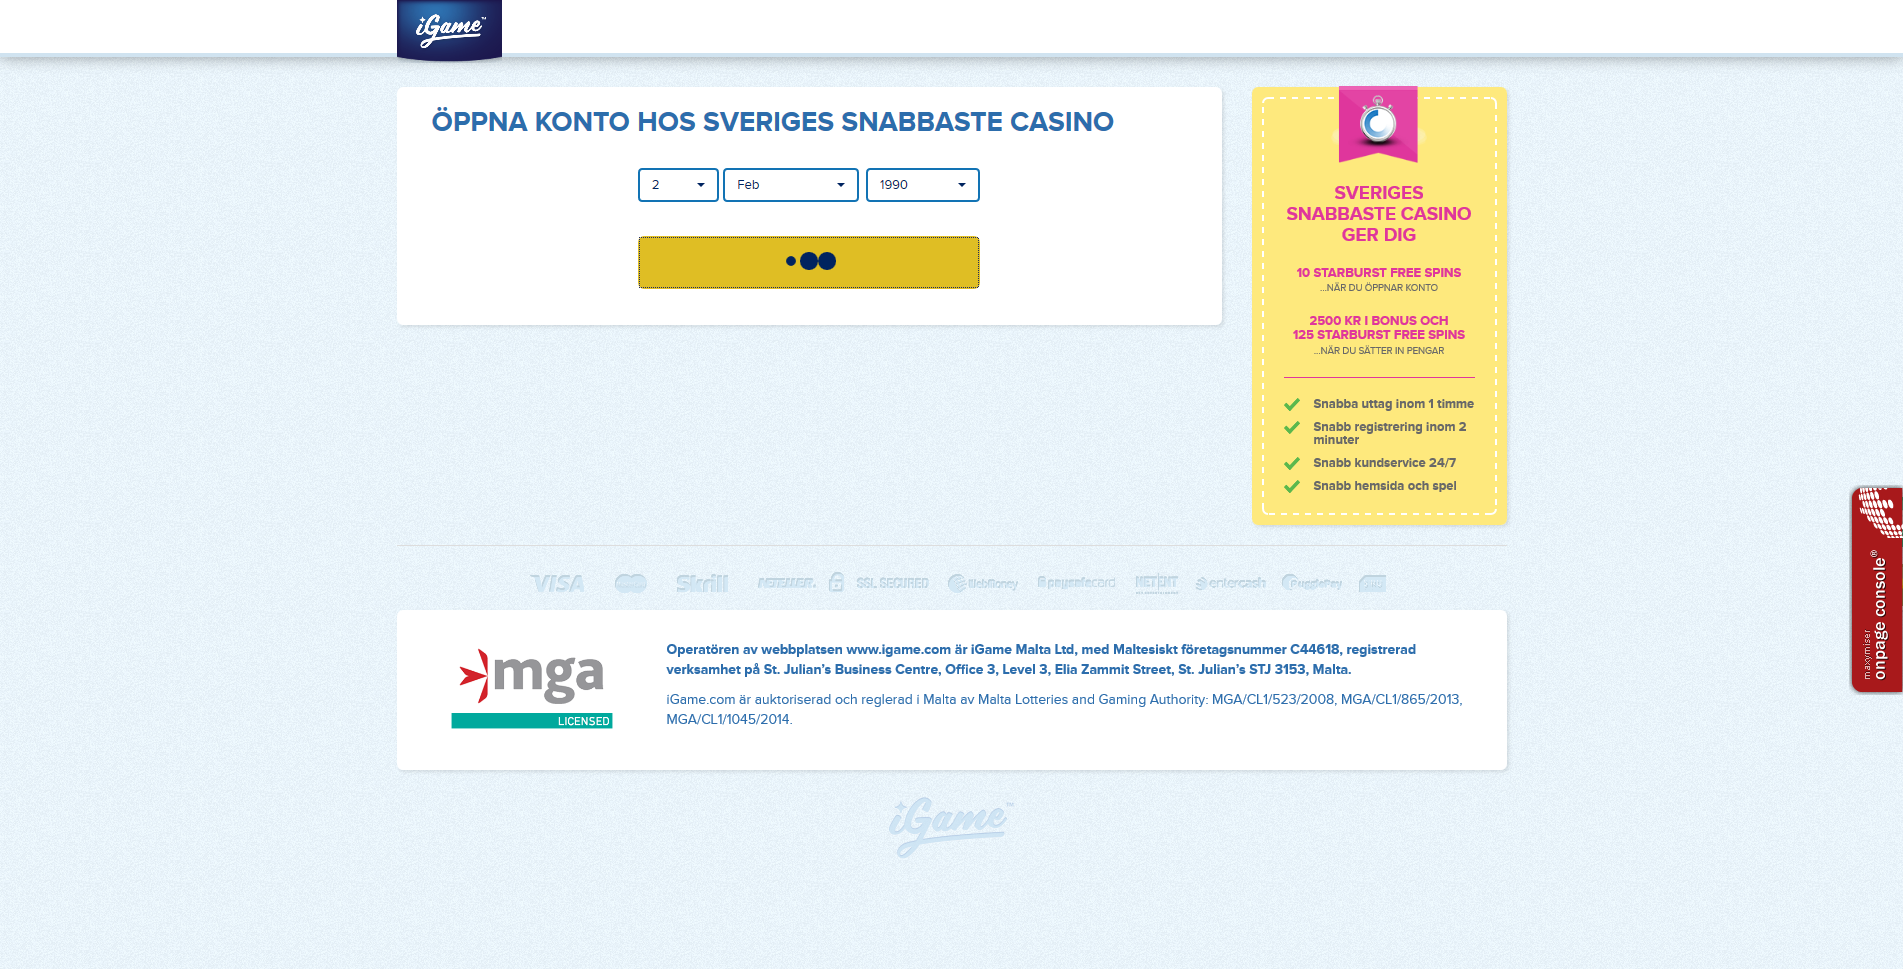 iGame™
ÖPPNA KONTO HOS SVERIGES SNABBASTE CASINO
2 Feb 1990
SVERIGES
SNABBASTE CASINO
GER DIG
10 STARBURST FREE SPINS
...NÄR DU ÖPPNAR KONTO
2500 KR I BONUS OCH
125 STARBURST FREE SPINS
...NÄR DU SÄTTER IN PENGAR
Snabba uttag inom 1 timme
Snabb registrering inom 2
minuter
Snabb kundservice 24/7
Snabb hemsida och spel
maxymiser
onpage console®
VISA Skrill NETELLER. SSL SECURED WebMoney paysafecard NET ENT entercash PugglePay
mga
LICENSED
Operatören av webbplatsen www.igame.com är iGame Malta Ltd, med Maltesiskt företagsnummer C44618, registrerad
verksamhet på St. Julian’s Business Centre, Office 3, Level 3, Elia Zammit Street, St. Julian’s STJ 3153, Malta.
iGame.com är auktoriserad och reglerad i Malta av Malta Lotteries and Gaming Authority: MGA/CL1/523/2008, MGA/CL1/865/2013,
MGA/CL1/1045/2014.
iGame™